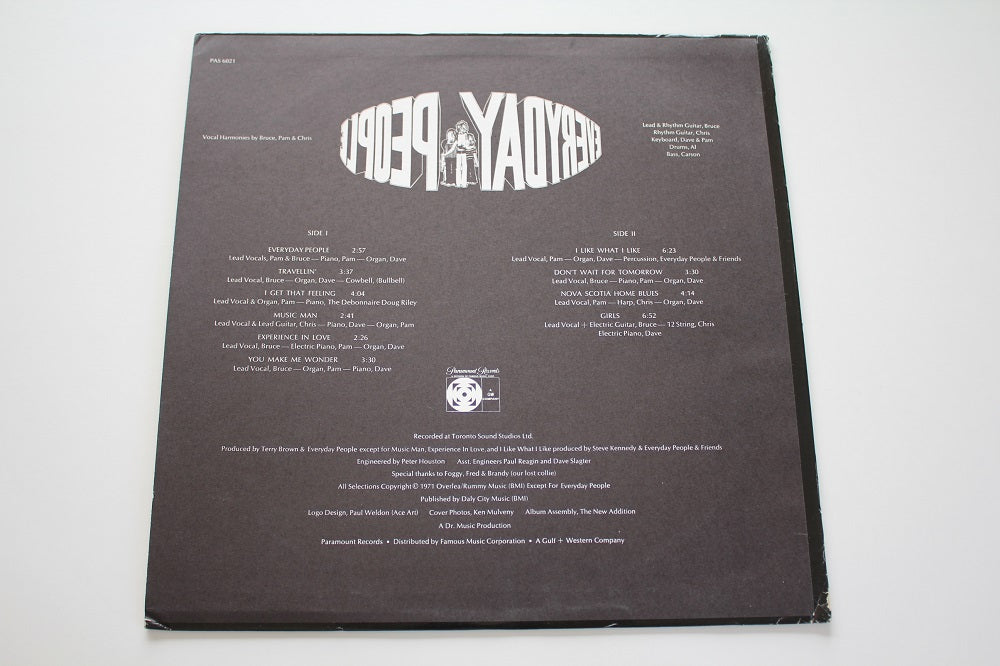 PAS 6021
EVERYDAY PEOPLE
Vocal Harmonies by Bruce, Pam & Chris
Lead & Rhythm Guitar, Bruce
Rhythm Guitar, Chris
Keyboard, Dave & Pam
Drums, Al
Bass, Carson
SIDE I
EVERYDAY PEOPLE 2:57
Lead Vocals, Pam & Bruce — Piano, Pam — Organ, Dave
TRAVELLIN' 3:37
Lead Vocal, Bruce — Organ, Dave — Cowbell, (Bullbell)
I GET THAT FEELING 4:04
Lead Vocal & Organ, Pam — Piano, The Debonnaire Doug Riley
MUSIC MAN 2:41
Lead Vocal & Lead Guitar, Chris — Piano, Dave — Organ, Pam
EXPERIENCE IN LOVE 2:26
Lead Vocal, Bruce — Electric Piano, Pam — Organ, Dave
YOU MAKE ME WONDER 3:30
Lead Vocal, Bruce — Organ, Pam — Piano, Dave
SIDE II
I LIKE WHAT I LIKE 6:23
Lead Vocal, Pam — Organ, Dave — Percussion, Everyday People & Friends
DON'T WAIT FOR TOMORROW 3:30
Lead Vocal, Bruce — Piano, Pam — Organ, Dave
NOVA SCOTIA HOME BLUES 4:14
Lead Vocal, Pam — Harp, Chris — Organ, Dave
GIRLS 6:52
Lead Vocal + Electric Guitar, Bruce — 12 String, Chris
Electric Piano, Dave
Paramount Records
A
GW
COMPANY
Recorded at Toronto Sound Studios Ltd.
Produced by Terry Brown & Everyday People except for Music Man, Experience In Love, and I Like What I Like produced by Steve Kennedy & Everyday People & Friends
Engineered by Peter Houston Asst. Engineers Paul Reagin and Dave Slagter
Special thanks to Foggy, Fred & Brandy (our lost collie)
All Selections Copyright © 1971 Overlea/Rummy Music (BMI) Except For Everyday People
Published by Daly City Music (BMI)
Logo Design, Paul Weldon (Ace Art) Cover Photos, Ken Mulveny Album Assembly, The New Addition
A Dr. Music Production
Paramount Records • Distributed by Famous Music Corporation • A Gulf + Western Company